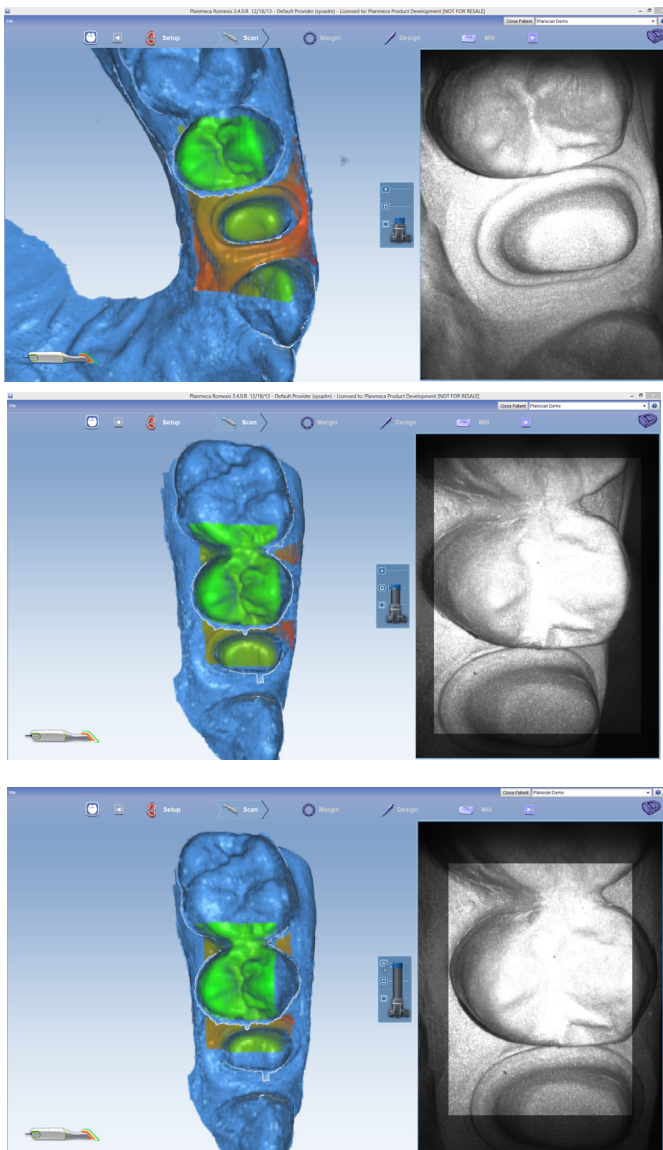 Planmeca Romexis 3.4.0.R 12/18/13 - Default Provider (sysadm) - Licensed to: Planmeca Product Development [NOT FOR RESALE]
File Close Patient Planscan Demo
Setup Scan Margin Design Mill
Planmeca Romexis 3.4.0.R 12/18/13 - Default Provider (sysadm) - Licensed to: Planmeca Product Development [NOT FOR RESALE]
File Close Patient Planscan Demo
Setup Scan Margin Design Mill
File Close Patient Planscan Demo
Setup Scan Margin Design Mill